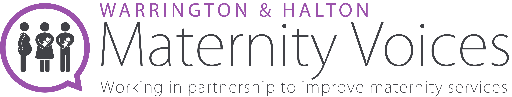 WARRINGTON & HALTON
Maternity Voices
Working in partnership to improve maternity services